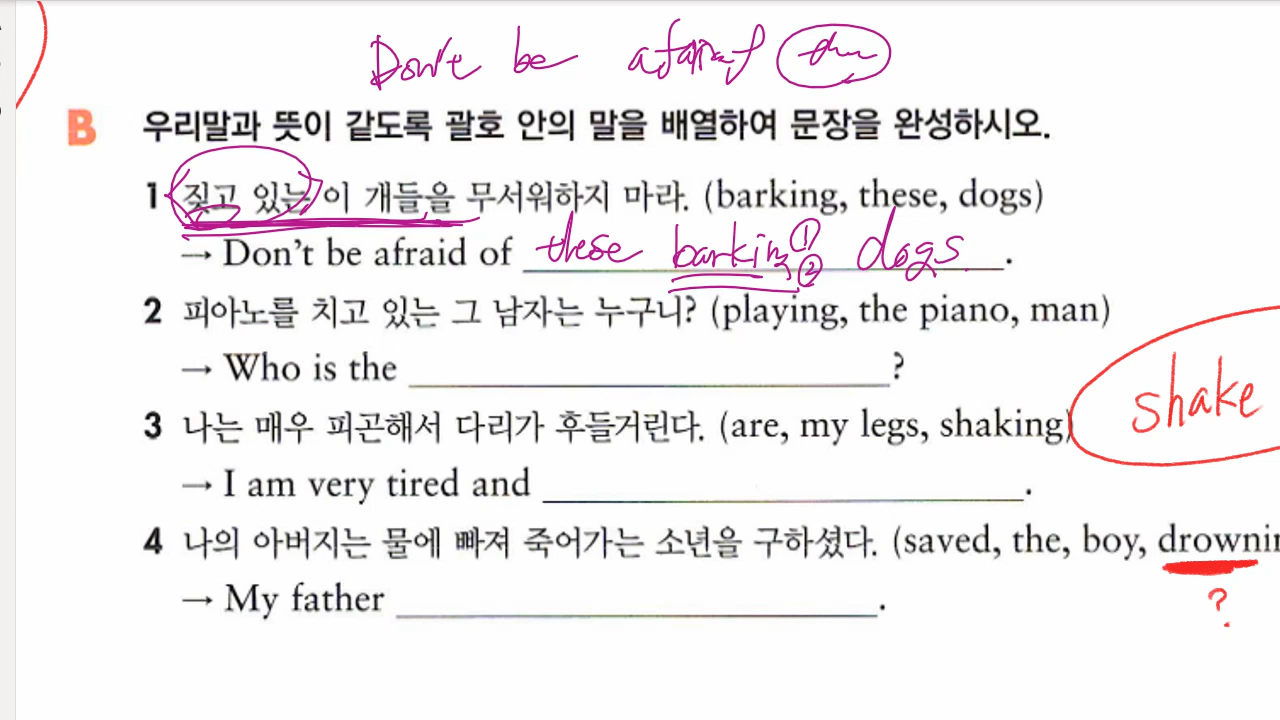 Don't be
B 우리말과 뜻이 같도록 괄호 안의 말을 배열하여 문장을 완성하시오.
1 짖고 있는 이 개들을 무서워하지 마라. (barking, these, dogs)
→ Don't be afraid of these barking dogs.
① ②
2 피아노를 치고 있는 그 남자는 누구니? (playing, the piano, man)
→ Who is the ?
3 나는 매우 피곤해서 다리가 후들거린다. (are, my legs, shaking)
shake
→ I am very tired and .
4 나의 아버지는 물에 빠져 죽어가는 소년을 구하셨다. (saved, the, boy, drownin
→ My father .
?